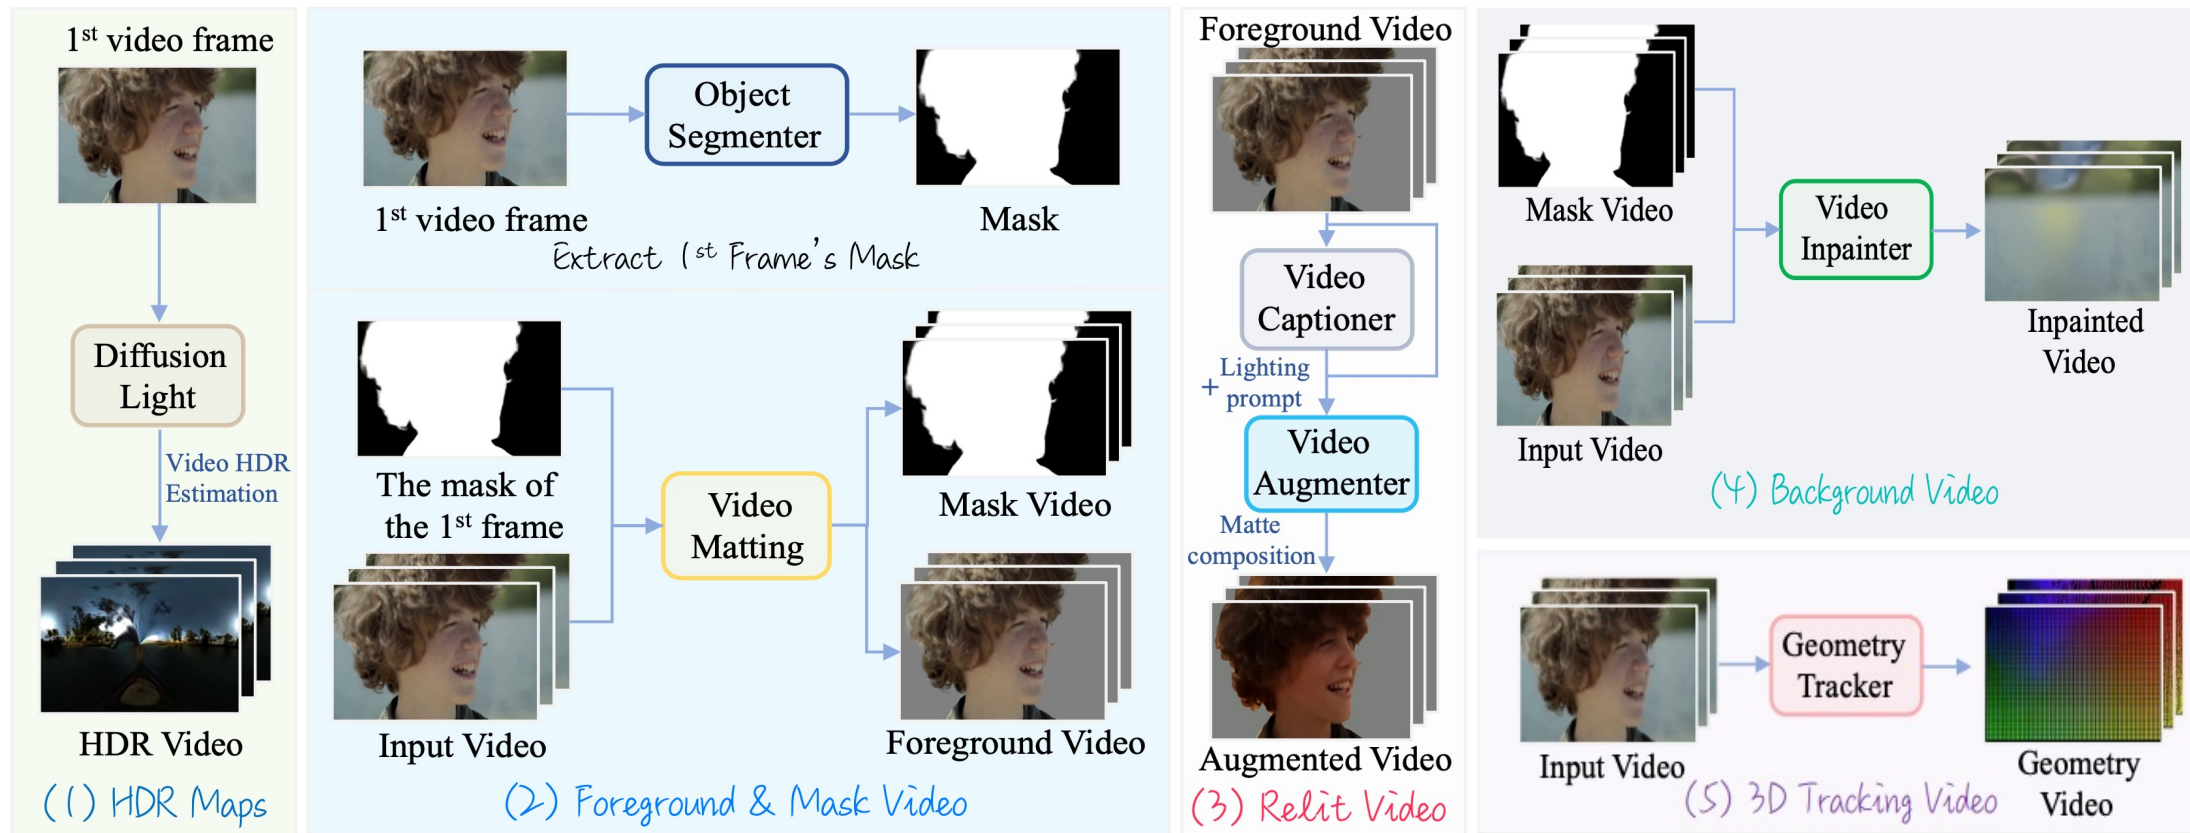 1st video frame
Diffusion
Light
Video HDR
Estimation
HDR Video
(1) HDR Maps
1st video frame
Object
Segmenter
Mask
Extract 1st Frame's Mask
The mask of
the 1st frame
Input Video
Video
Matting
Mask Video
Foreground Video
(2) Foreground & Mask Video
Foreground Video
Video
Captioner
+ Lighting
prompt
Video
Augmenter
Matte
composition
Augmented Video
(3) Relit Video
Mask Video
Input Video
Video
Inpainter
Inpainted
Video
(4) Background Video
Input Video
Geometry
Tracker
Geometry
Video
(5) 3D Tracking Video